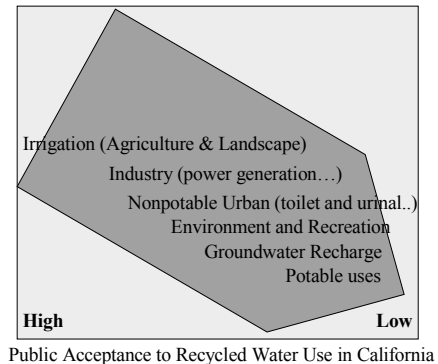 Irrigation (Agriculture & Landscape)
Industry (power generation…)
Nonpotable Urban (toilet and urinal..)
Environment and Recreation
Groundwater Recharge
Potable uses
High Low
Public Acceptance to Recycled Water Use in California